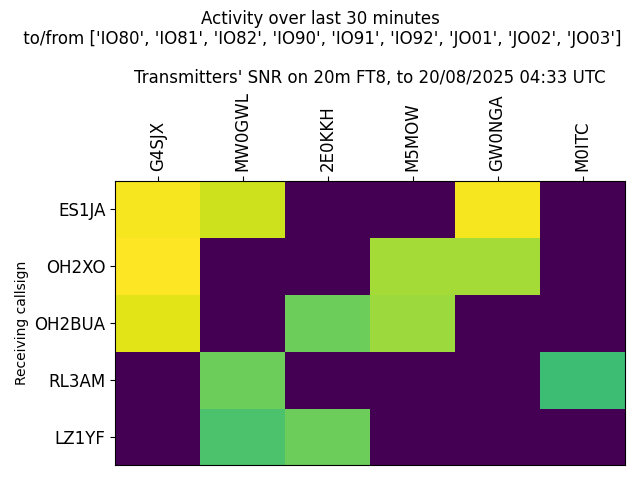 Activity over last 30 minutes
to/from ['IO80', 'IO81', 'IO82', 'IO90', 'IO91', 'IO92', 'JO01', 'JO02', 'JO03']
Transmitters' SNR on 20m FT8, to 20/08/2025 04:33 UTC
G4SJX
MW0GWL
2E0KKH
M5MOW
GW0NGA
M0ITC
Receiving callsign
ES1JA
OH2XO
OH2BUA
RL3AM
LZ1YF